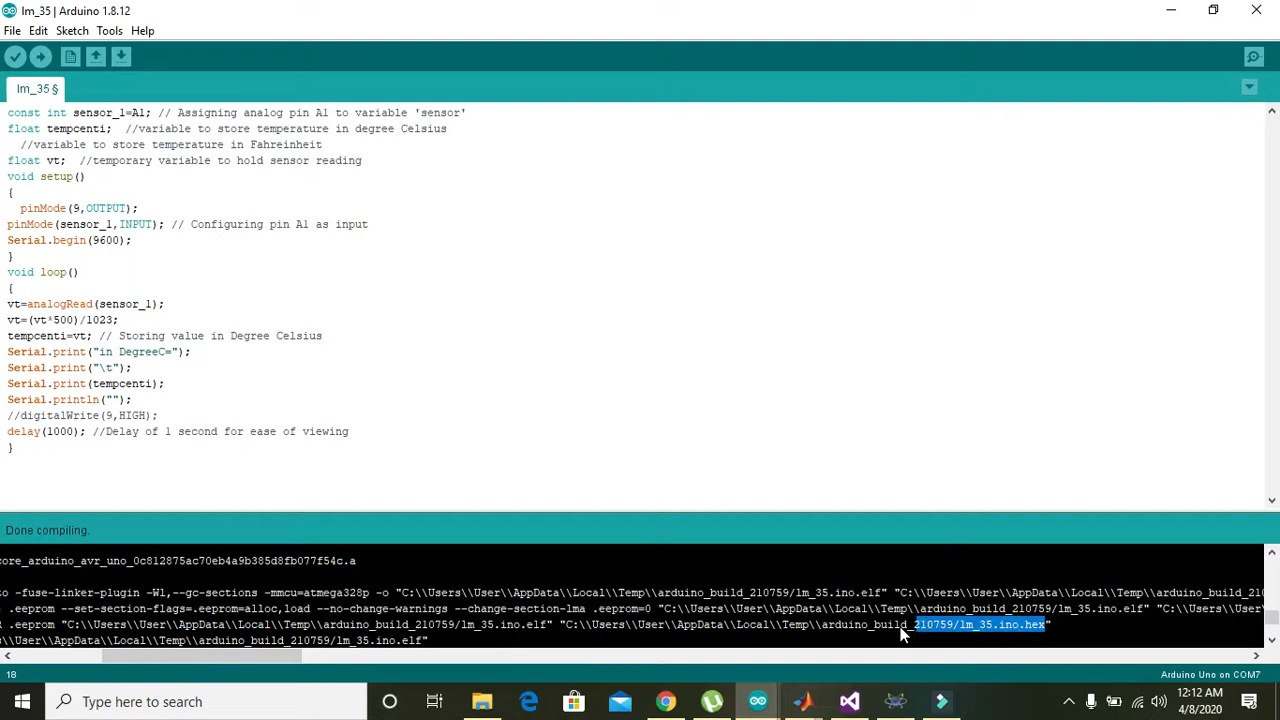 lm_35 | Arduino 1.8.12
File Edit Sketch Tools Help
lm_35 §
const int sensor_1=A1; // Assigning analog pin A1 to variable 'sensor'
float tempcenti;  //variable to store temperature in degree Celsius
//variable to store temperature in Fahreinheit
float vt;  //temporary variable to hold sensor reading
void setup()
{
pinMode(9,OUTPUT);
pinMode(sensor_1,INPUT); // Configuring pin A1 as input
Serial.begin(9600);
}
void loop()
{
vt=analogRead(sensor_1);
vt=(vt*500)/1023;
tempcenti=vt; // Storing value in Degree Celsius
Serial.print("in DegreeC=");
Serial.print("\t");
Serial.print(tempcenti);
Serial.println("");
//digitalWrite(9,HIGH);
delay(1000); //Delay of 1 second for ease of viewing
}
Done compiling.
core_arduino_avr_uno_0c812875ac70eb4a9b385d8fb077f54c.a
to -fuse-linker-plugin -Wl,--gc-sections -mmcu=atmega328p -o "C:\\Users\\User\\AppData\\Local\\Temp\\arduino_build_210759/lm_35.ino.elf" "C:\\Users\\User\\AppData\\Local\\Temp\\arduino_build_210
.eeprom --set-section-flags=.eeprom=alloc,load --no-change-warnings --change-section-lma .eeprom=0 "C:\\Users\\User\\AppData\\Local\\Temp\\arduino_build_210759/lm_35.ino.elf" "C:\\Users\\User
R .eeprom "C:\\Users\\User\\AppData\\Local\\Temp\\arduino_build_210759/lm_35.ino.elf" "C:\\Users\\User\\AppData\\Local\\Temp\\arduino_build_210759/lm_35.ino.hex"
s\\User\\AppData\\Local\\Temp\\arduino_build_210759/lm_35.ino.elf"
18 Arduino Uno on COM7
Type here to search
12:12 AM
4/8/2020